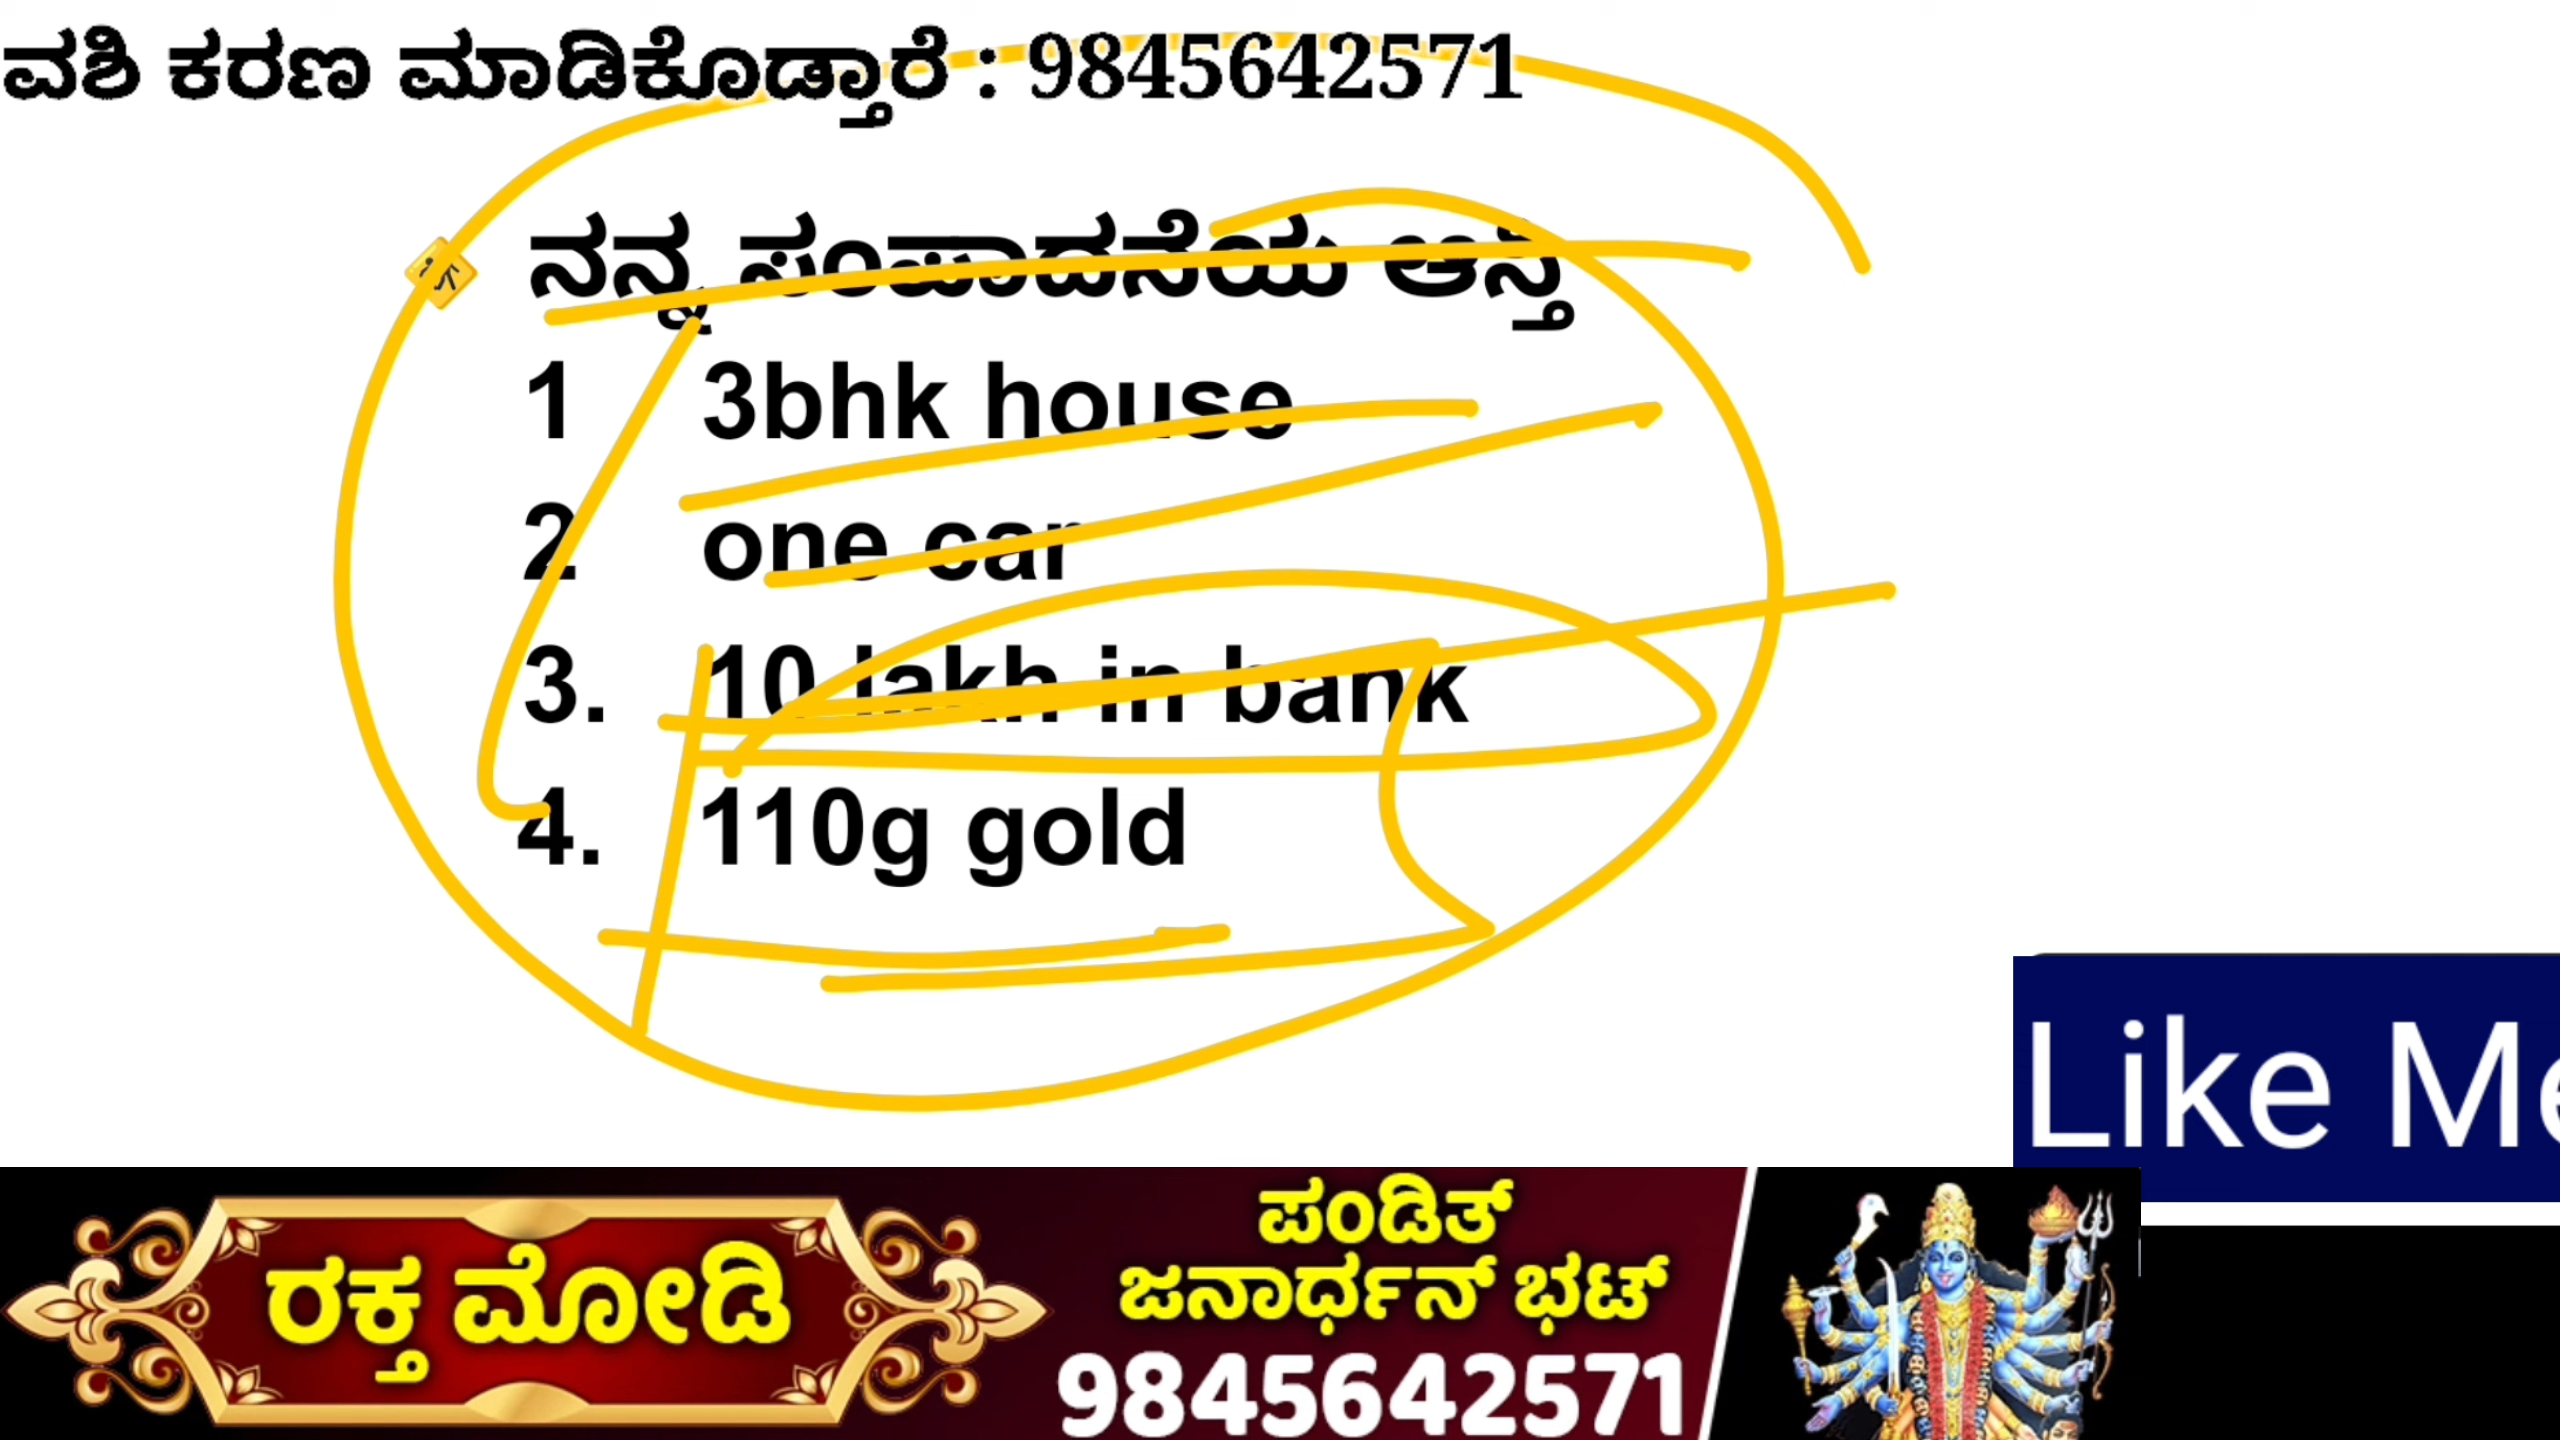 ವಶಿ ಕರಣ ಮಾಡಿಕೊಡ್ತಾರೆ : 9845642571
ನನ್ನ ಸಂಪಾದನೆಯ ಆಸ್ತಿ
1 3bhk house
2 one car
3. 10 lakh in bank
4. 110g gold
Like Me
ರಕ್ತ ಮೋಡಿ
ಪಂಡಿತ್
ಜನಾರ್ಧನ್ ಭಟ್
9845642571